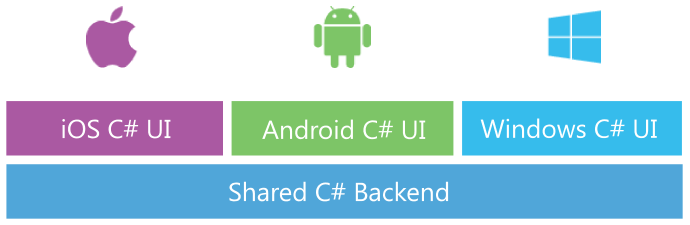 iOS C# UI
Android C# UI
Windows C# UI
Shared C# Backend